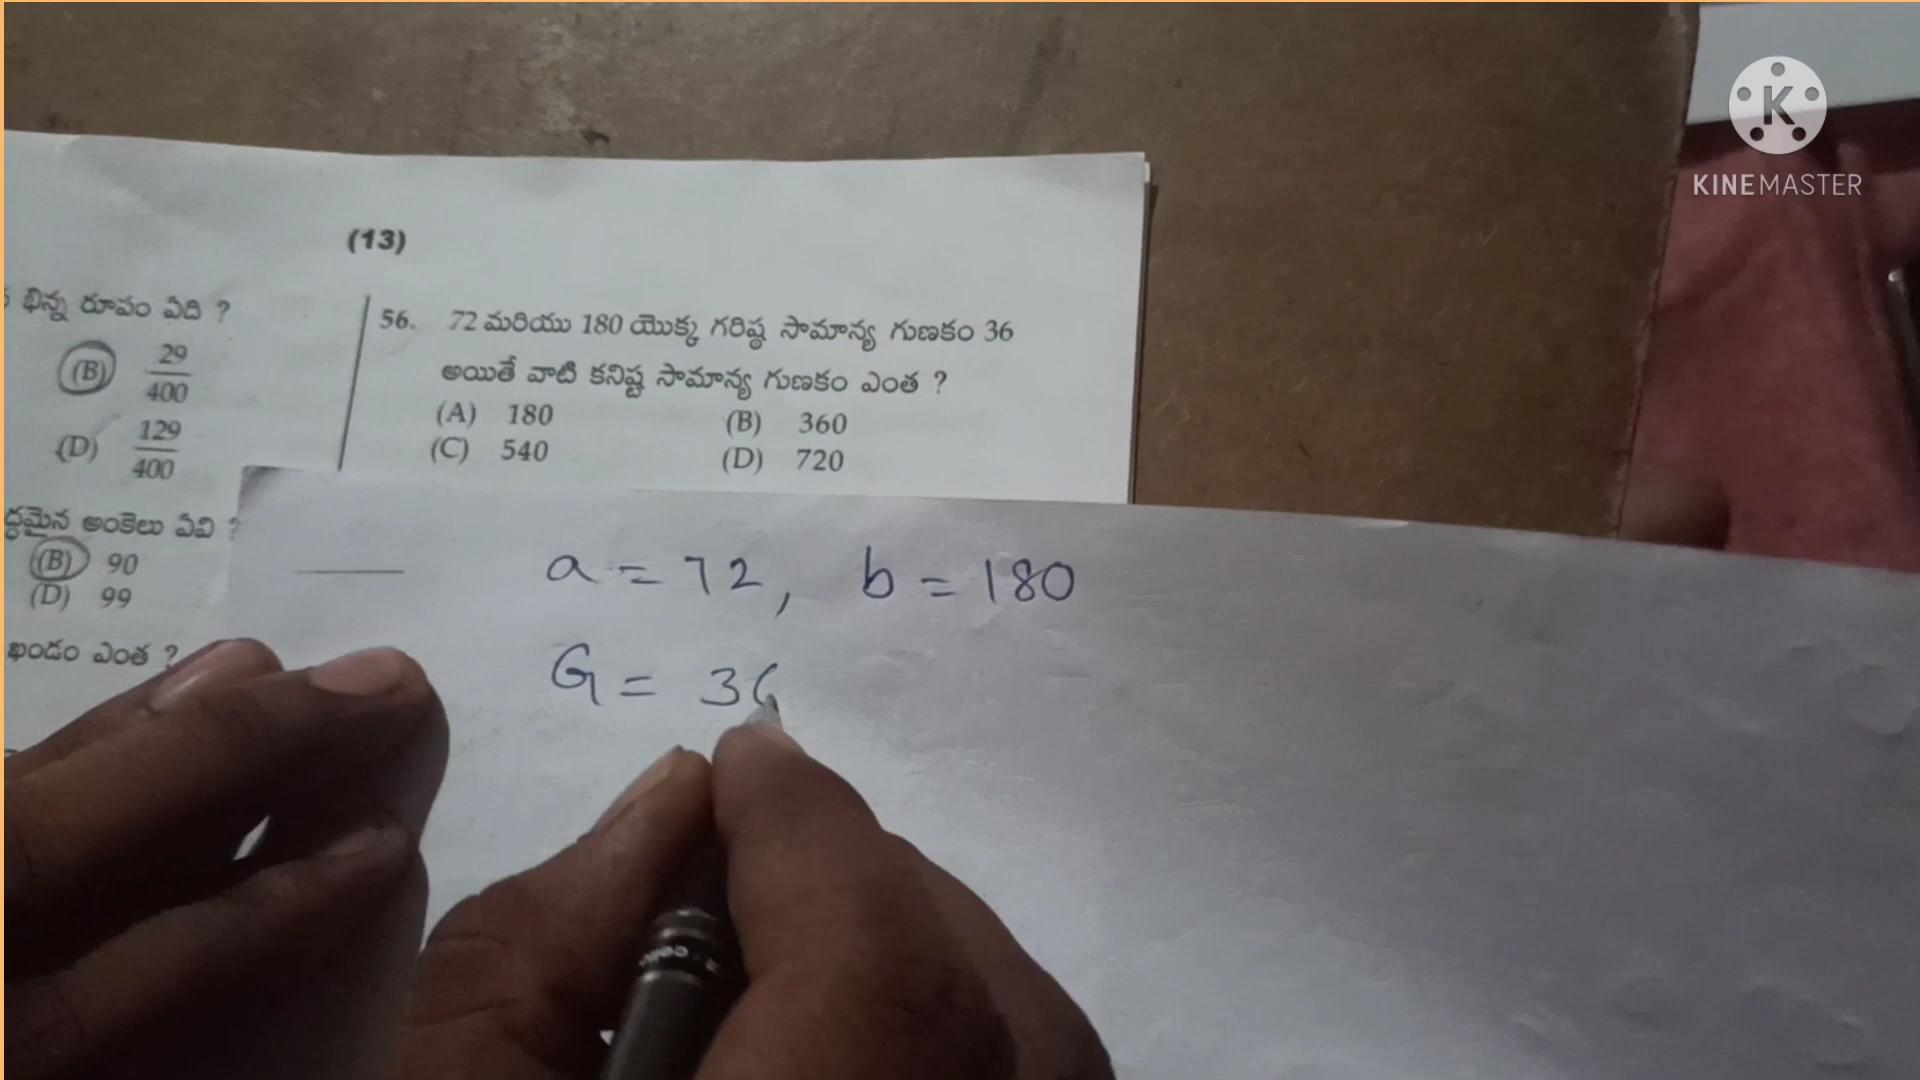 KINEMASTER
(13)
భిన్న రూపం ఏది ?
(B) 29/400
(D) 129/400
అంకెలు ఏవి ?
(B) 90
(D) 99
ఖండం ఎంత ?
56. 72 మరియు 180 యొక్క గరిష్ఠ సామాన్య గుణకం 36
అయితే వాటి కనిష్ట సామాన్య గుణకం ఎంత ?
(A) 180 (B) 360
(C) 540 (D) 720
a = 72, b = 180
G = 36